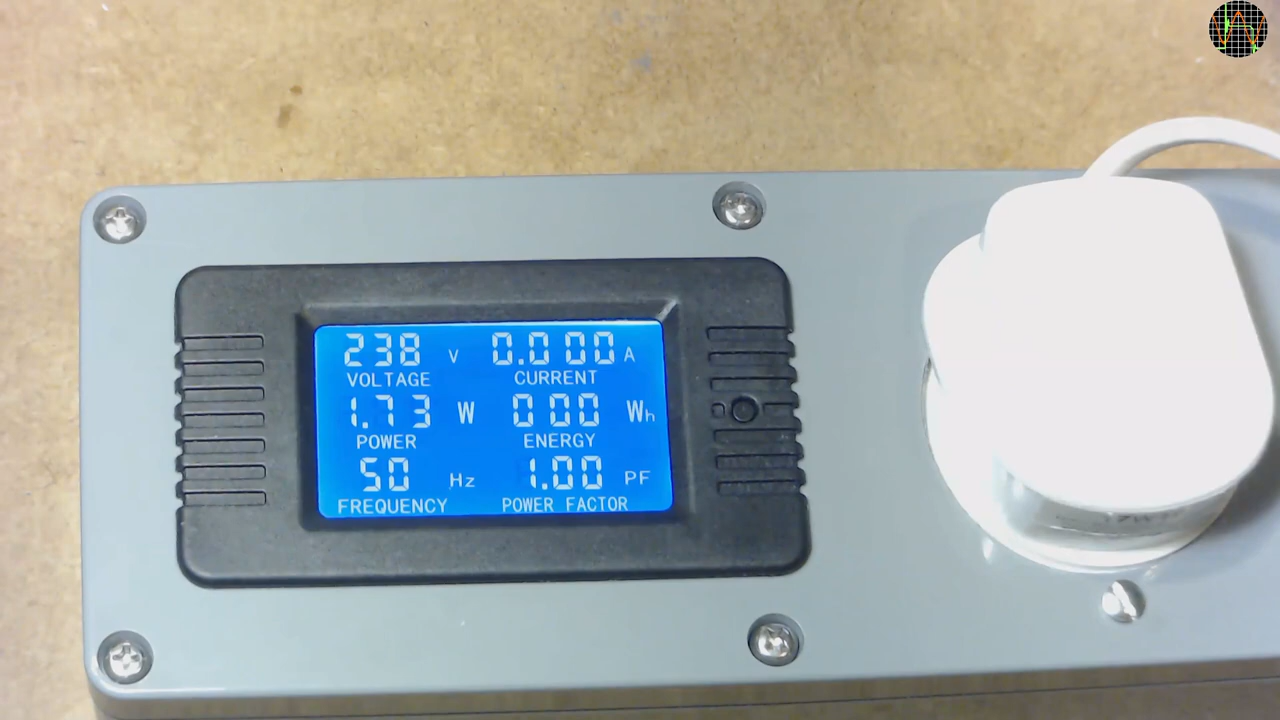 238 V 0.000 A
VOLTAGE CURRENT
1.73 W 000 Wh
POWER ENERGY
50 Hz 1.00 PF
FREQUENCY POWER FACTOR